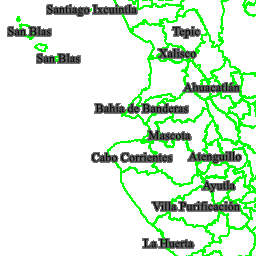 Santiago Ixcuintla
San Blas
Tepic
Xalisco
San Blas
Ahuacatlán
Bahía de Banderas
Mascota
Cabo Corrientes
Atenguillo
Ayutla
Villa Purificación
La Huerta